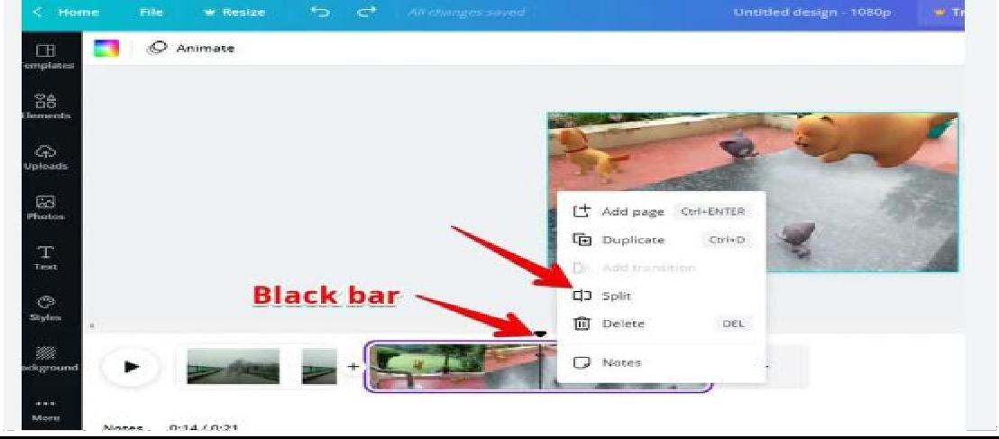 Home File Resize All changes saved Untitled design - 1080p Tr
Animate
emplates
Elements
Uploads
Photos
Text
Styles
ckground
More
Add page Ctrl+ENTER
Duplicate Ctrl+D
Add transition
Split
Delete DEL
Notes
Black bar
Notes 0:14 / 0:21